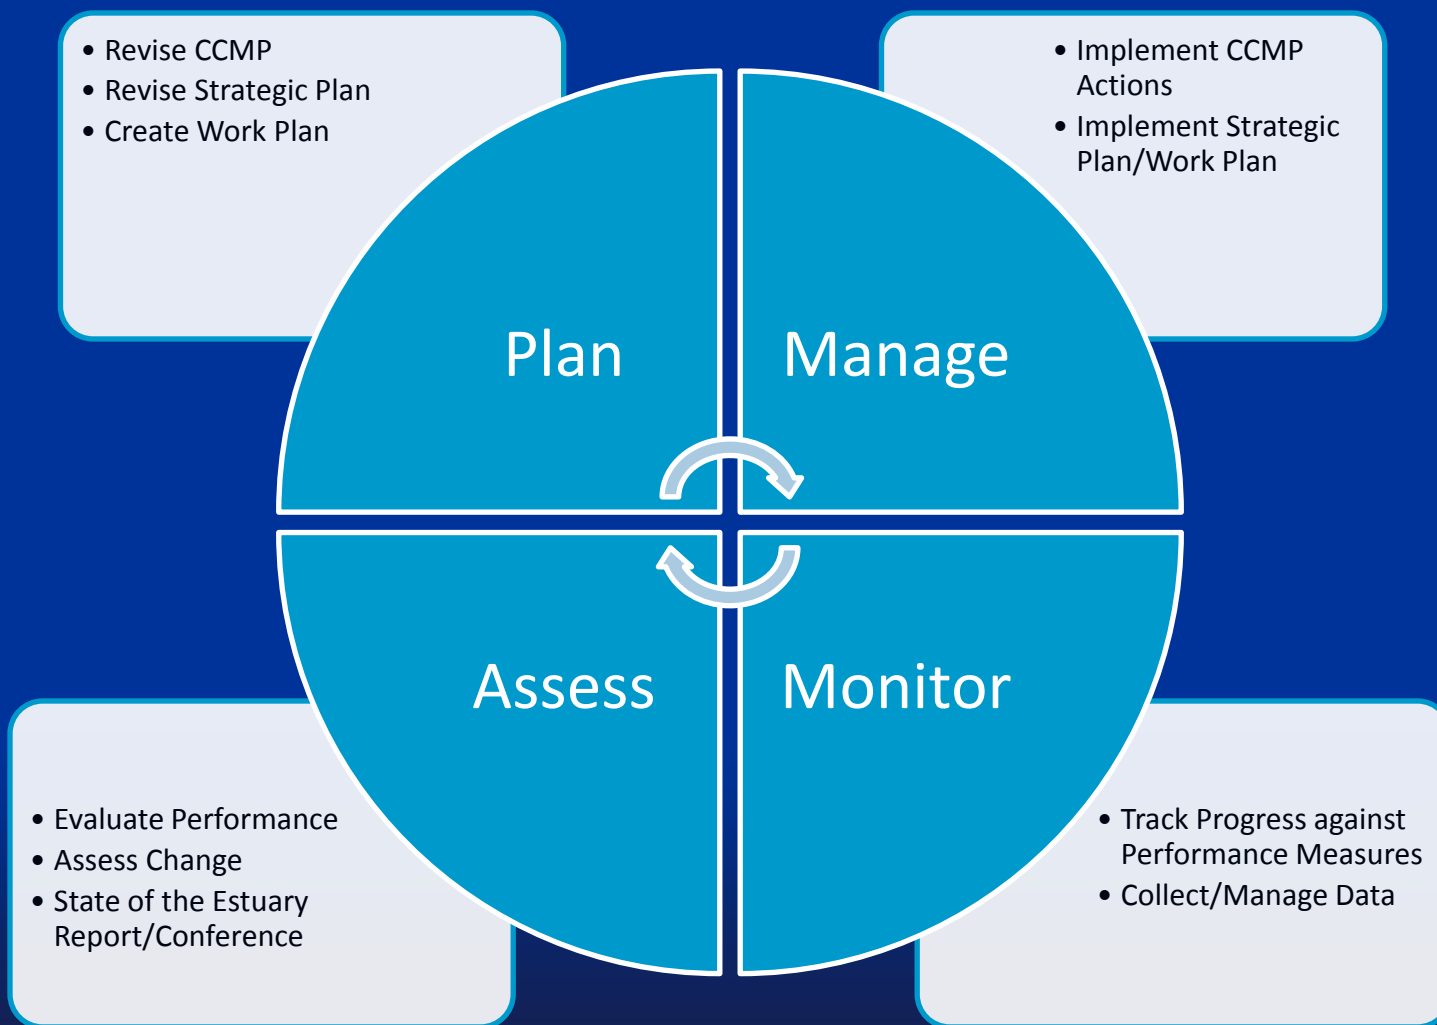 • Revise CCMP
• Revise Strategic Plan
• Create Work Plan
• Implement CCMP
Actions
• Implement Strategic
Plan/Work Plan
Plan
Manage
Assess
Monitor
• Evaluate Performance
• Assess Change
• State of the Estuary
Report/Conference
• Track Progress against
Performance Measures
• Collect/Manage Data